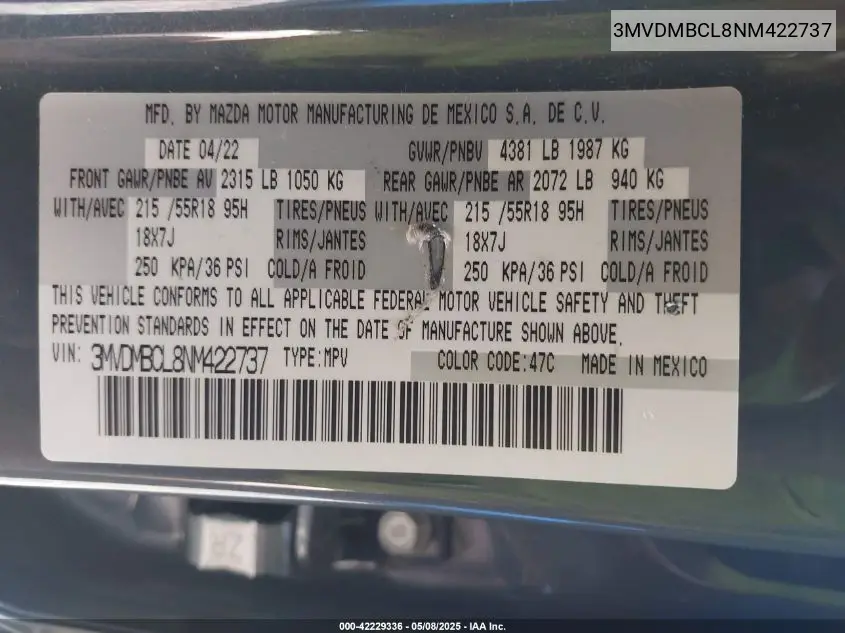 3MVDMBCL8NM422737
MFD. BY MAZDA MOTOR MANUFACTURING DE MEXICO S.A. DE C.V.
DATE 04/22 GVWR/PNBV 4381 LB 1987 KG
FRONT GAWR/PNBE AV 2315 LB 1050 KG REAR GAWR/PNBE AR 2072 LB 940 KG
WITH/AVEC 215 /55R18 95H TIRES/PNEUS WITH/AVEC 215 /55R18 95H TIRES/PNEUS
18X7J RIMS/JANTES 18X7J RIMS/JANTES
250 KPA/36 PSI COLD/A FROID 250 KPA/36 PSI COLD/A FROID
THIS VEHICLE CONFORMS TO ALL APPLICABLE FEDERAL MOTOR VEHICLE SAFETY AND THEFT
PREVENTION STANDARDS IN EFFECT ON THE DATE OF MANUFACTURE SHOWN ABOVE.
VIN: 3MVDMBCL8NM422737 TYPE:MPV COLOR CODE:47C MADE IN MEXICO
000-42229336 - 05/08/2025 - IAA Inc.